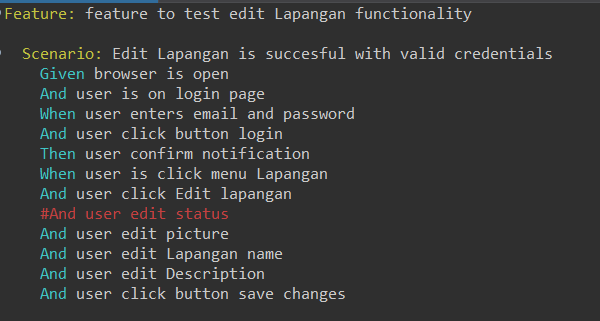 Feature: feature to test edit Lapangan functionality
Scenario: Edit Lapangan is succesful with valid credentials
Given browser is open
And user is on login page
When user enters email and password
And user click button login
Then user confirm notification
When user is click menu Lapangan
And user click Edit lapangan
#And user edit status
And user edit picture
And user edit Lapangan name
And user edit Description
And user click button save changes